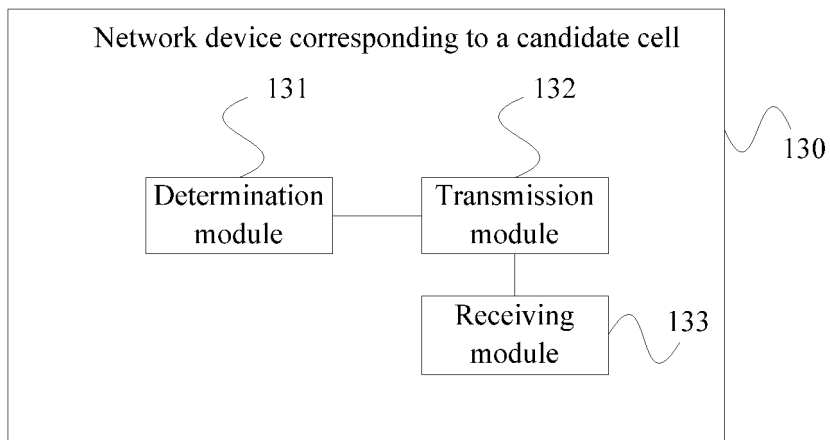 Network device corresponding to a candidate cell
131
132
130
Determination
module
Transmission
module
Receiving
module
133